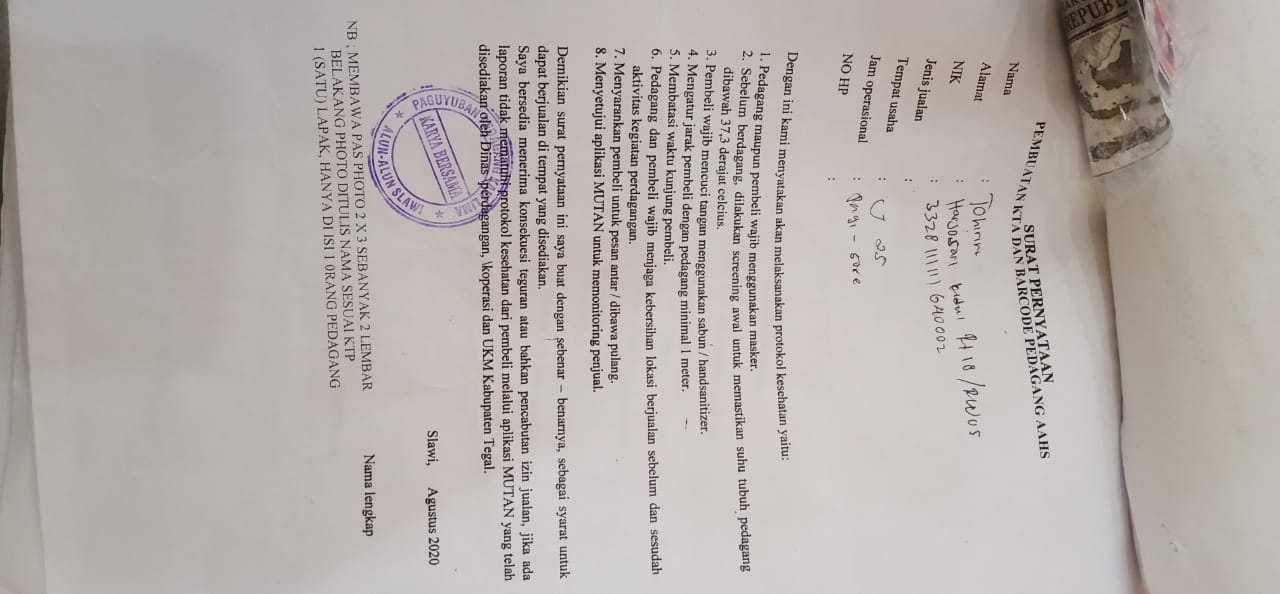 REPUB
SURAT PERNYATAAN
PEMBUATAN KTA DAN BARCODE PEDAGANG AAHS
Nama : Tohirin
Alamat : Harjosari kidul Rt 10 /RW05
NIK : 3328111111640002
Jenis jualan :
Tempat usaha : U 25
Jam operasional : Pagi - sore
NO HP :
Dengan ini kami menyatakan akan melaksanakan protokol kesehatan yaitu:
1. Pedagang maupun pembeli wajib menggunakan masker.
2. Sebelum berdagang, dilakukan screening awal untuk memastikan suhu tubuh pedagang
dibawah 37,3 derajat celcius.
3. Pembeli wajib mencuci tangan menggunakan sabun / handsanitizer.
4. Mengatur jarak pembeli dengan pedagang minimal 1 meter.
5. Membatasi waktu kunjung pembeli.
6. Pedagang dan pembeli wajib menjaga kebersihan lokasi berjualan sebelum dan sesudah
aktivitas kegiatan perdagangan.
7. Menyarankan pembeli untuk pesan antar / dibawa pulang.
8. Menyetujui aplikasi MUTAN untuk memonitoring penjual.
Demikian surat pernyataan ini saya buat dengan sebenar – benarnya, sebagai syarat untuk
dapat berjualan di tempat yang disediakan.
Saya bersedia menerima konsekuesi teguran atau bahkan pencabutan izin jualan, jika ada
laporan tidak mematuhi protokol kesehatan dari pembeli melalui aplikasi MUTAN yang telah
disediakan oleh Dinas \perdagangan, \koperasi dan UKM Kabupaten Tegal.
PAGUYUBAN PEDAGANG KAKI LIMA
KARYA BERSAMA
ALUN-ALUN SLAWI
Slawi, Agustus 2020
Nama lengkap
NB ; MEMBAWA PAS PHOTO 2 X 3 SEBANYAK 2 LEMBAR
BELAKANG PHOTO DITULIS NAMA SESUAI KTP
1 (SATU) LAPAK, HANYA DI ISI 1 0RANG PEDAGANG